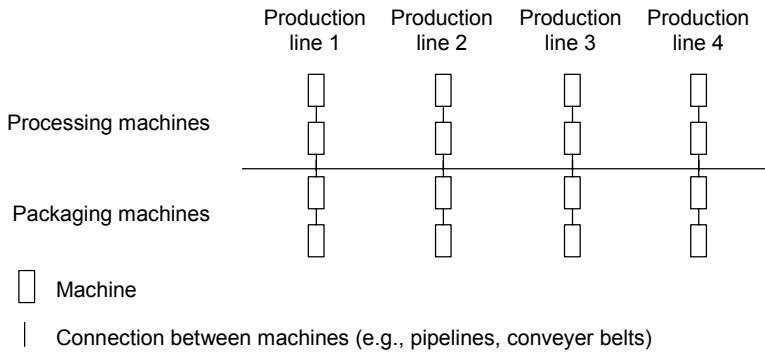 Production Production Production Production
line 1 line 2 line 3 line 4
Processing machines
Packaging machines
Machine
Connection between machines (e.g., pipelines, conveyer belts)